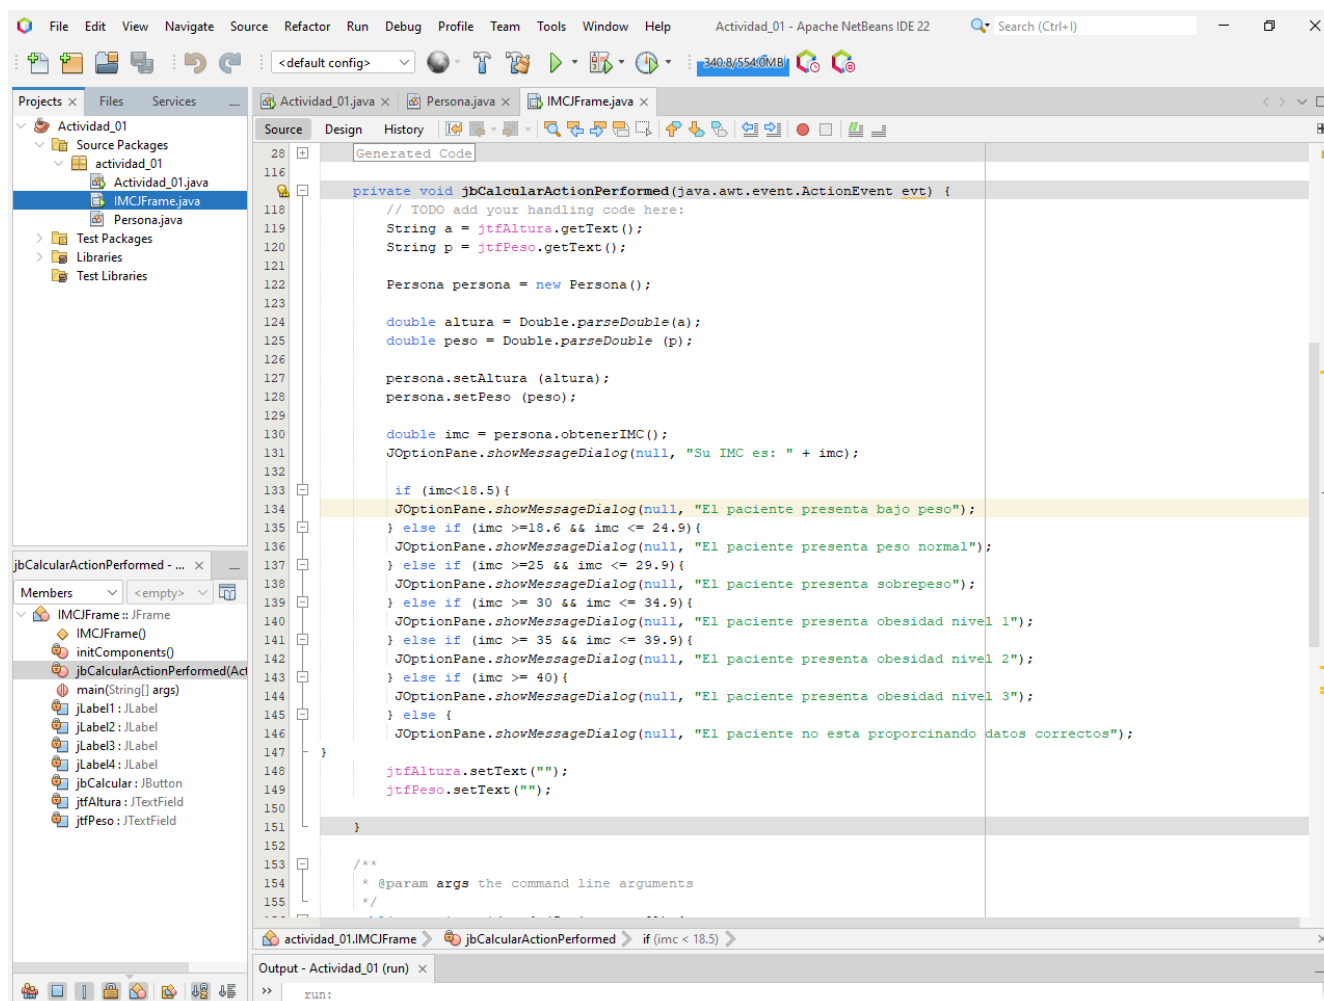 File Edit View Navigate Source Refactor Run Debug Profile Team Tools Window Help Actividad_01 - Apache NetBeans IDE 22 Search (Ctrl+I)
<default config> 340.8/554.0MB
Projects Files Services
Actividad_01
Source Packages
actividad_01
Actividad_01.java
IMCJFrame.java
Persona.java
Test Packages
Libraries
Test Libraries
jbCalcularActionPerformed - ...
Members <empty>
IMCJFrame :: JFrame
IMCJFrame()
initComponents()
jbCalcularActionPerformed(Act
main(String[] args)
jLabel1 : JLabel
jLabel2 : JLabel
jLabel3 : JLabel
jLabel4 : JLabel
jbCalcular : JButton
jtfAltura : JTextField
jtfPeso : JTextField
Actividad_01.java Persona.java IMCJFrame.java
Source Design History
28 Generated Code
116
private void jbCalcularActionPerformed(java.awt.event.ActionEvent evt) {
118 // TODO add your handling code here:
119 String a = jtfAltura.getText();
120 String p = jtfPeso.getText();
121
122 Persona persona = new Persona();
123
124 double altura = Double.parseDouble(a);
125 double peso = Double.parseDouble (p);
126
127 persona.setAltura (altura);
128 persona.setPeso (peso);
129
130 double imc = persona.obtenerIMC();
131 JOptionPane.showMessageDialog(null, "Su IMC es: " + imc);
132
133 if (imc<18.5){
134 JOptionPane.showMessageDialog(null, "El paciente presenta bajo peso");
135 } else if (imc >=18.6 && imc <= 24.9){
136 JOptionPane.showMessageDialog(null, "El paciente presenta peso normal");
137 } else if (imc >=25 && imc <= 29.9){
138 JOptionPane.showMessageDialog(null, "El paciente presenta sobrepeso");
139 } else if (imc >= 30 && imc <= 34.9){
140 JOptionPane.showMessageDialog(null, "El paciente presenta obesidad nivel 1");
141 } else if (imc >= 35 && imc <= 39.9){
142 JOptionPane.showMessageDialog(null, "El paciente presenta obesidad nivel 2");
143 } else if (imc >= 40){
144 JOptionPane.showMessageDialog(null, "El paciente presenta obesidad nivel 3");
145 } else {
146 JOptionPane.showMessageDialog(null, "El paciente no esta proporcinando datos correctos");
147 }
148 jtfAltura.setText("");
149 jtfPeso.setText("");
150
151 }
152
153 /**
154 * @param args the command line arguments
155 */
actividad_01.IMCJFrame jbCalcularActionPerformed if (imc < 18.5)
Output - Actividad_01 (run)
run: